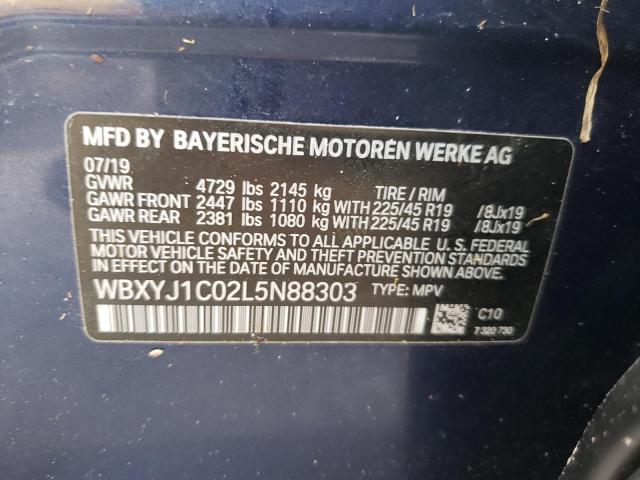 MFD BY BAYERISCHE MOTOREN WERKE AG
07/19
GVWR 4729 lbs 2145 kg TIRE / RIM
GAWR FRONT 2447 lbs 1110 kg WITH 225/45 R19 /8Jx19
GAWR REAR 2381 lbs 1080 kg WITH 225/45 R19 /8Jx19
THIS VEHICLE CONFORMS TO ALL APPLICABLE U.S. FEDERAL
MOTOR VEHICLE SAFETY AND THEFT PREVENTION STANDARDS
IN EFFECT ON THE DATE OF MANUFACTURE SHOWN ABOVE.
WBXYJ1C02L5N88303 TYPE: MPV
C10
7 320 730